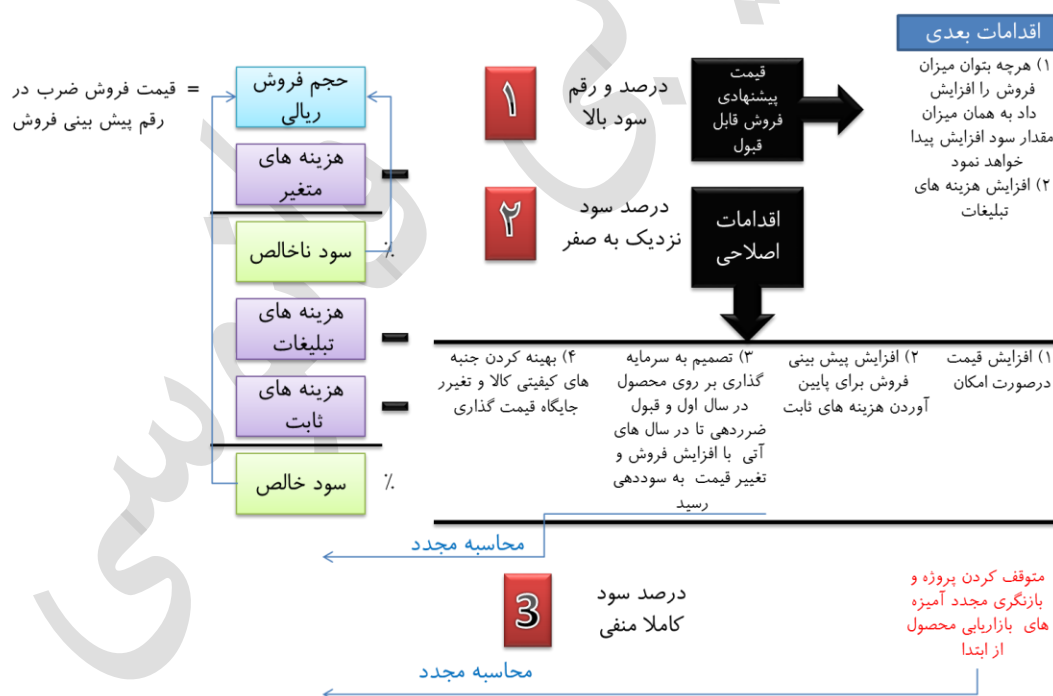 اقدامات بعدی
۱) هرچه بتوان میزان
فروش را افزایش
داد به همان میزان
مقدار سود افزایش پیدا
خواهد نمود
۲) افزایش هزینه های
تبلیغات
قیمت
پیشنهادی
فروش قابل
قبول
درصد و رقم
سود بالا
۱
حجم فروش
ریالی
= قیمت فروش ضرب در
رقم پیش بینی فروش
هزینه های
متغیر
-
اقدامات
اصلاحی
درصد سود
نزدیک به صفر
۲
سود ناخالص
٪
هزینه های
تبلیغات
-
هزینه های
ثابت
-
سود خالص
٪
۱) افزایش قیمت
درصورت امکان
۲) افزایش پیش بینی
فروش برای پایین
آوردن هزینه های ثابت
۳) تصمیم به سرمایه
گذاری بر روی محصول
در سال اول و قبول
ضرردهی تا در سال های
آتی با افزایش فروش و
تغییر قیمت به سوددهی
رسید
۴) بهینه کردن جنبه
های کیفیتی کالا و تغیرر
جایگاه قیمت گذاری
محاسبه مجدد
متوقف کردن پروژه و
بازنگری مجدد آمیزه
های بازاریابی محصول
از ابتدا
درصد سود
کاملا منفی
3
محاسبه مجدد